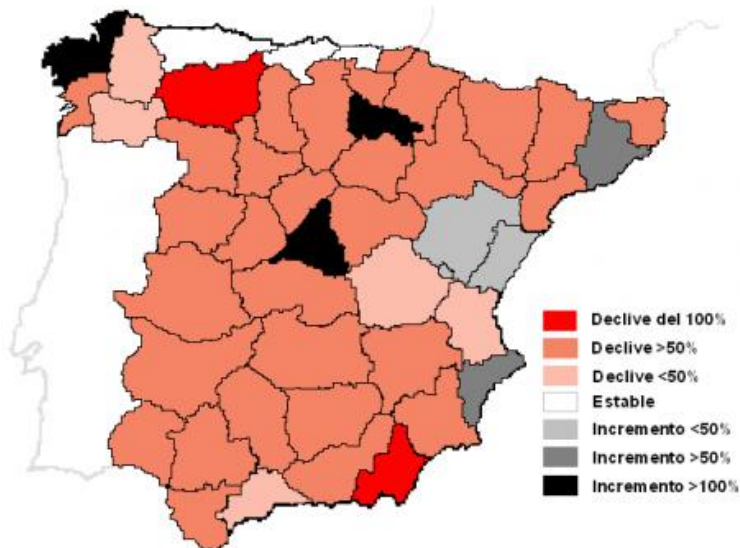 Declive del 100%
Declive >50%
Declive <50%
Estable
Incremento <50%
Incremento >50%
Incremento >100%